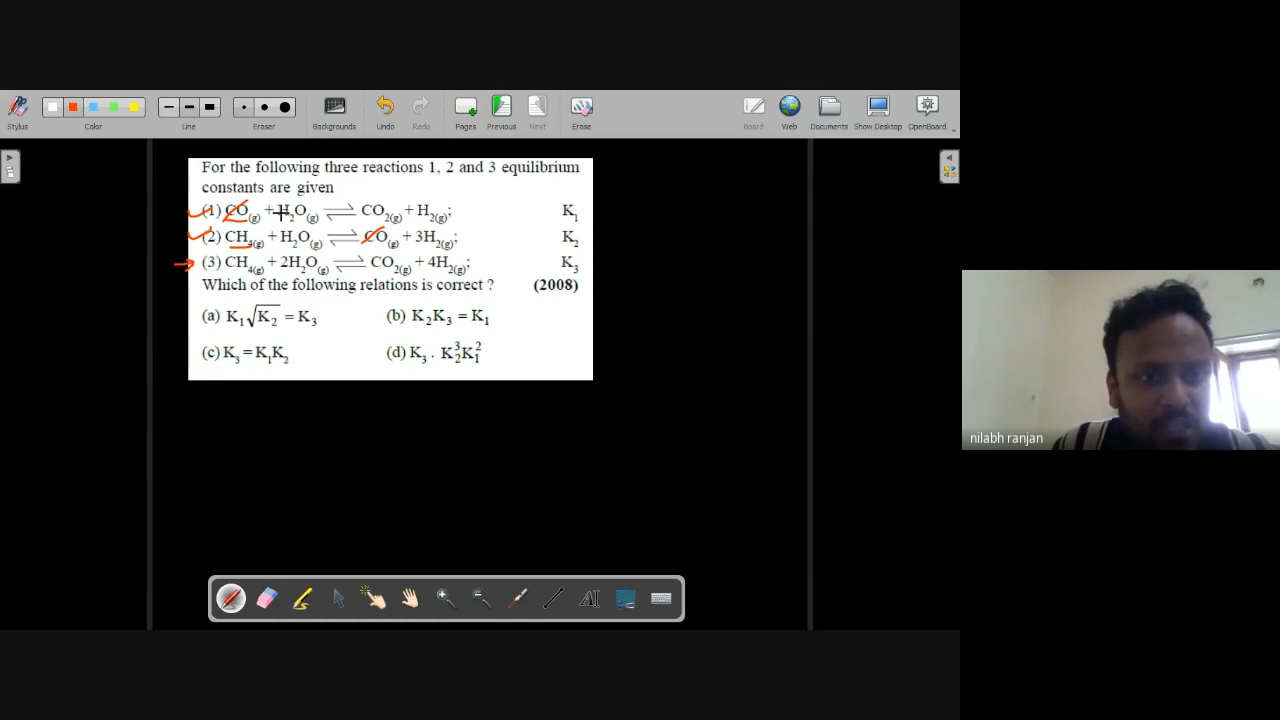 Stylus Color Line Eraser Backgrounds Undo Redo Pages Previous Next Erase Board Web Documents Show Desktop OpenBoard
For the following three reactions 1, 2 and 3 equilibrium
constants are given
(1) CO(g) + H₂O(g) ⇌ CO₂(g) + H₂(g); K₁
(2) CH₄(g) + H₂O(g) ⇌ CO(g) + 3H₂(g); K₂
(3) CH₄(g) + 2H₂O(g) ⇌ CO₂(g) + 4H₂(g); K₃
Which of the following relations is correct ? (2008)
(a) K₁√K₂ = K₃ (b) K₂K₃ = K₁
(c) K₃ = K₁K₂ (d) K₃ . K₂³K₁²
nilabh ranjan
AI